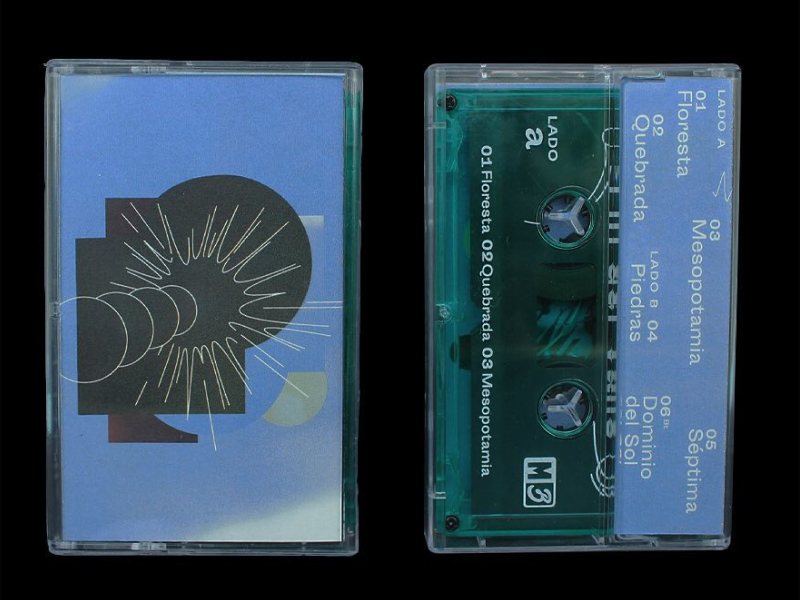 LADO
a
01 Floresta 02 Quebrada 03 Mesopotamia
M3
LADO A
01
Floresta
02
Quebrada
03
Mesopotamia
LADO B 04
Piedras
05
Séptima
06
Dominio
del Sol